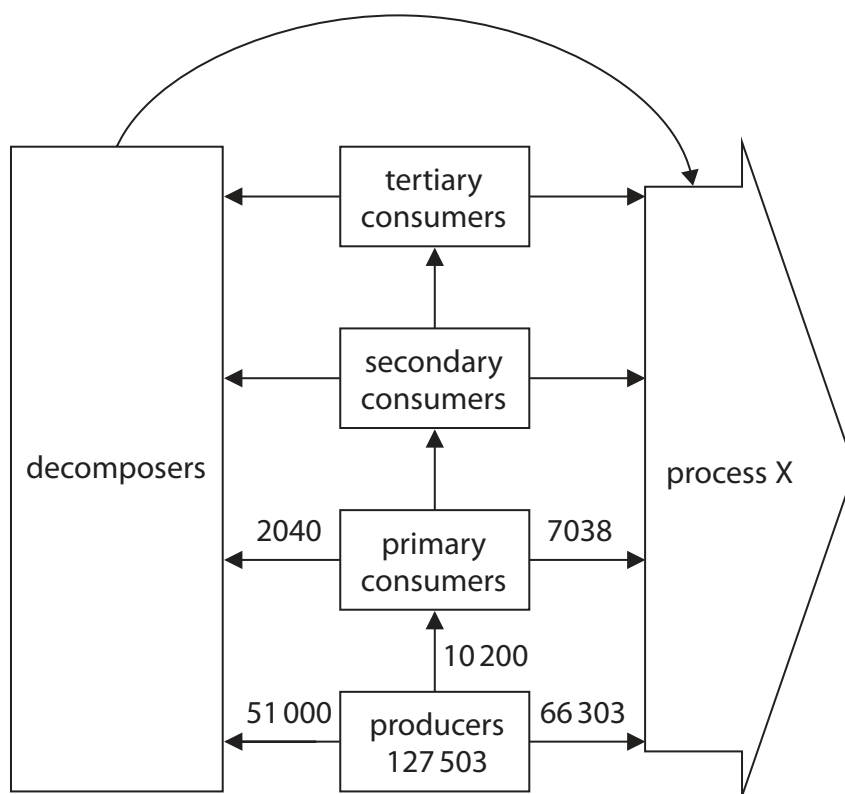 tertiary
consumers
secondary
consumers
decomposers
process X
2040
primary
consumers
7038
10 200
51 000
producers
127 503
66 303